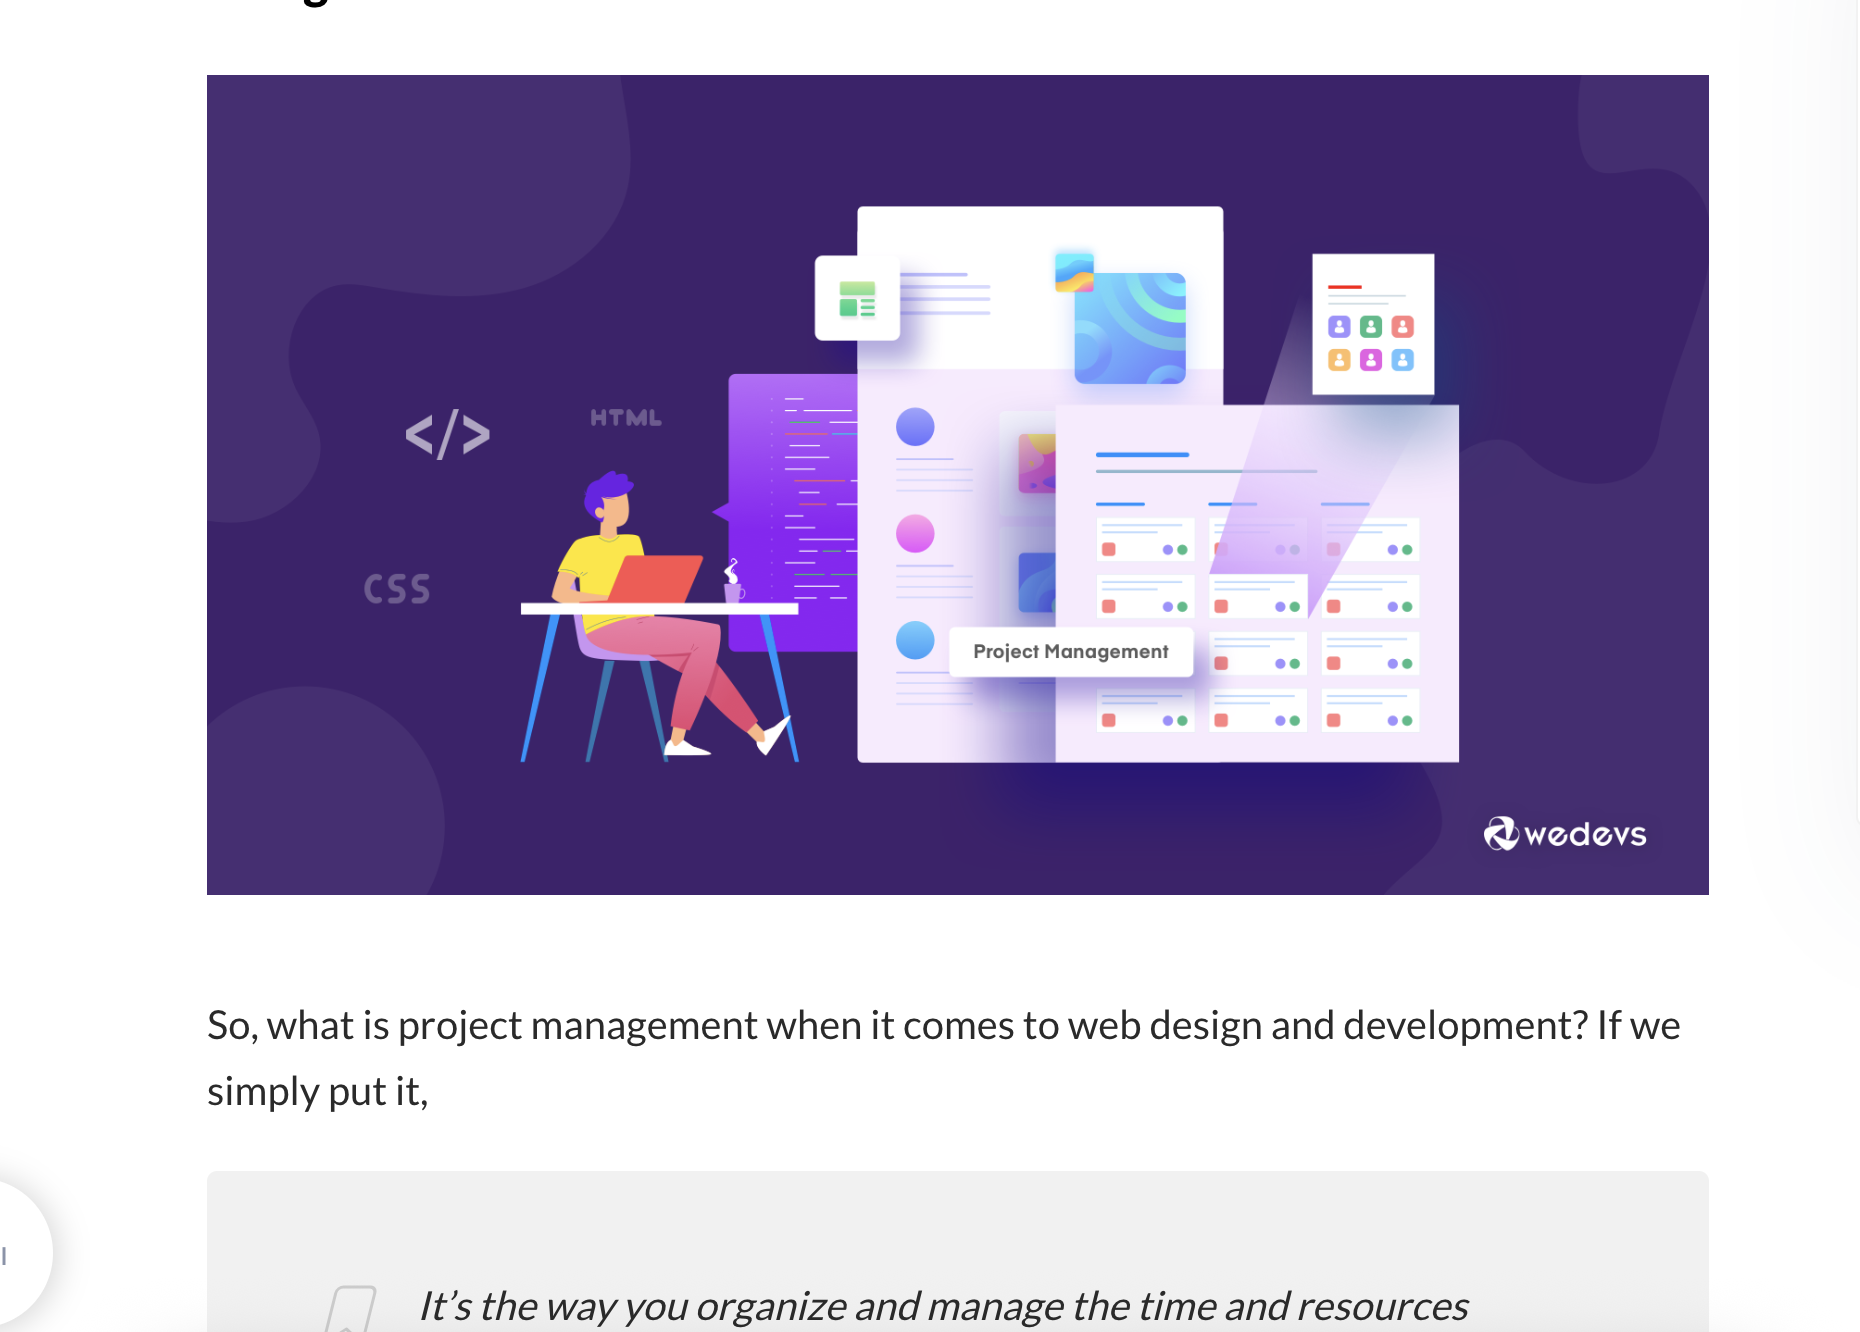 </>
HTML
CSS
Project Management
wedevs
So, what is project management when it comes to web design and development? If we
simply put it,
It’s the way you organize and manage the time and resources